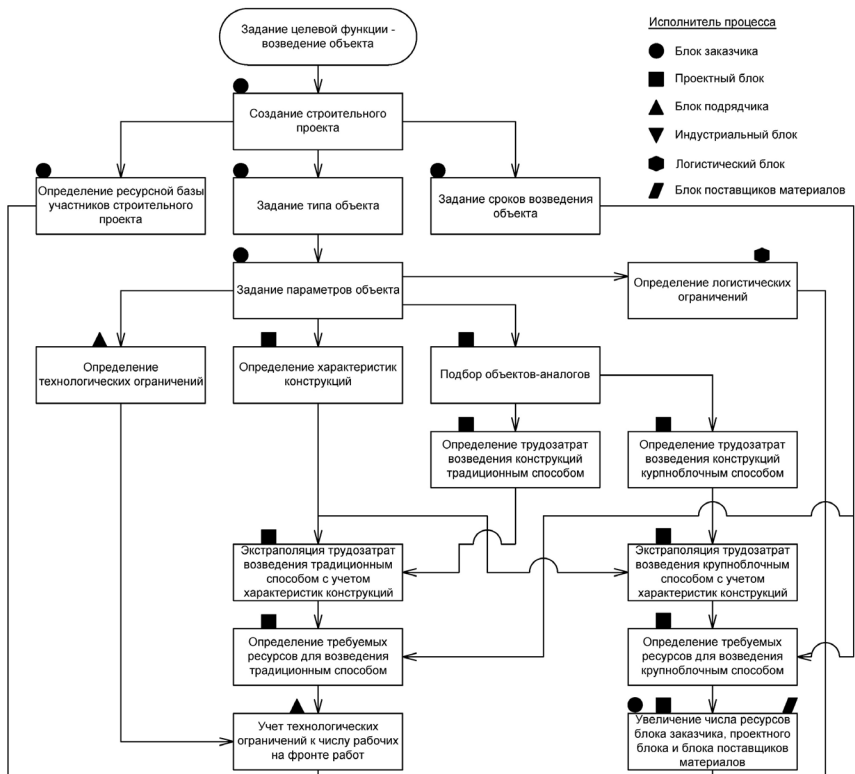 Задание целевой функции -
возведение объекта
Исполнитель процесса
Блок заказчика
Проектный блок
Блок подрядчика
Индустриальный блок
Логистический блок
Блок поставщиков материалов
Создание строительного
проекта
Определение ресурсной базы
участников строительного
проекта
Задание типа объекта
Задание сроков возведения
объекта
Задание параметров объекта
Определение логистических
ограничений
Определение
технологических ограничений
Определение характеристик
конструкций
Подбор объектов-аналогов
Определение трудозатрат
возведения конструкций
традиционным способом
Определение трудозатрат
возведения конструкций
курпноблочным способом
Экстраполяция трудозатрат
возведения традиционным
способом с учетом
характеристик конструкций
Экстраполяция трудозатрат
возведения крупноблочным
способом с учетом
характеристик конструкций
Определение требуемых
ресурсов для возведения
традиционным способом
Определение требуемых
ресурсов для возведения
крупноблочным способом
Учет технологических
ограничений к числу рабочих
на фронте работ
Увеличение числа ресурсов
блока заказчика, проектного
блока и блока поставщиков
материалов